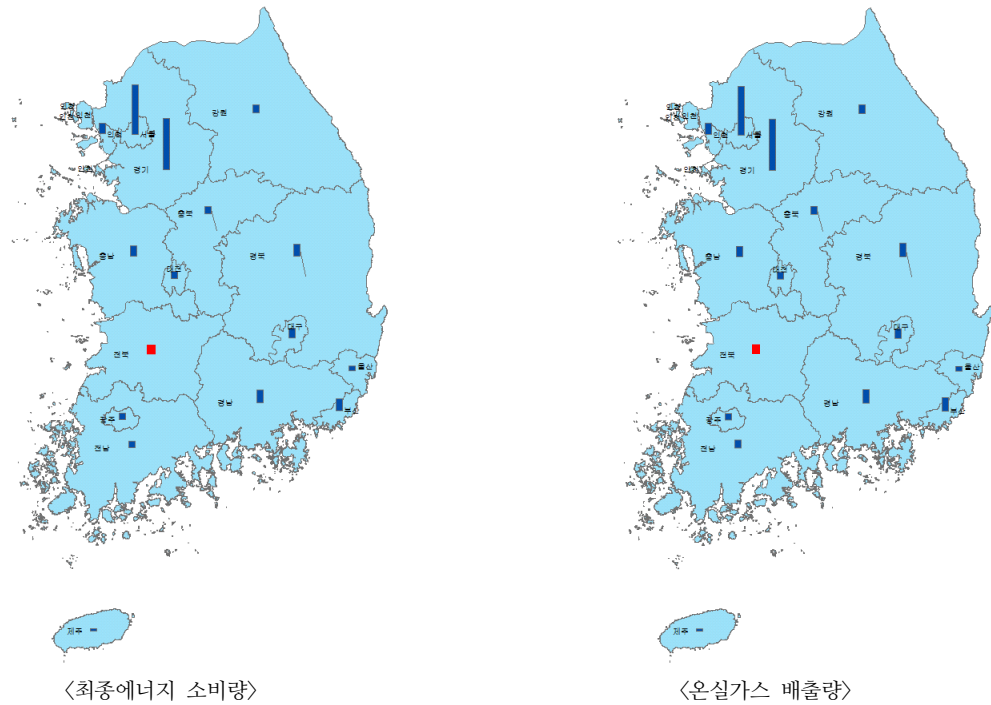 강원
인천
서울
경기
충북
충남
대전
경북
대구
전북
울산
경남
부산
광주
전남
제주
〈최종에너지 소비량〉
강원
인천
서울
경기
충북
충남
대전
경북
대구
전북
울산
경남
부산
광주
전남
제주
〈온실가스 배출량〉